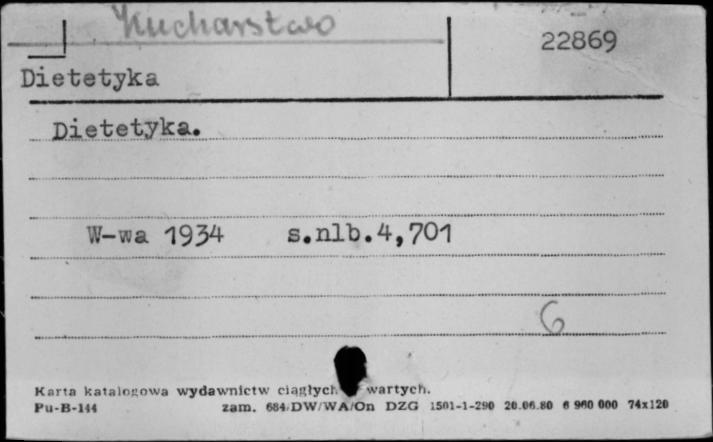 Kucharstwo
22869
Dietetyka
Dietetyka.
W-wa 1934 s.nlb.4,701
6
Karta katalogowa wydawnictw ciągłych wartych.
Pu-B-144 zam. 684/DW/WA/On DZG 1501-1-290 20.06.80 6 960 000 74x120